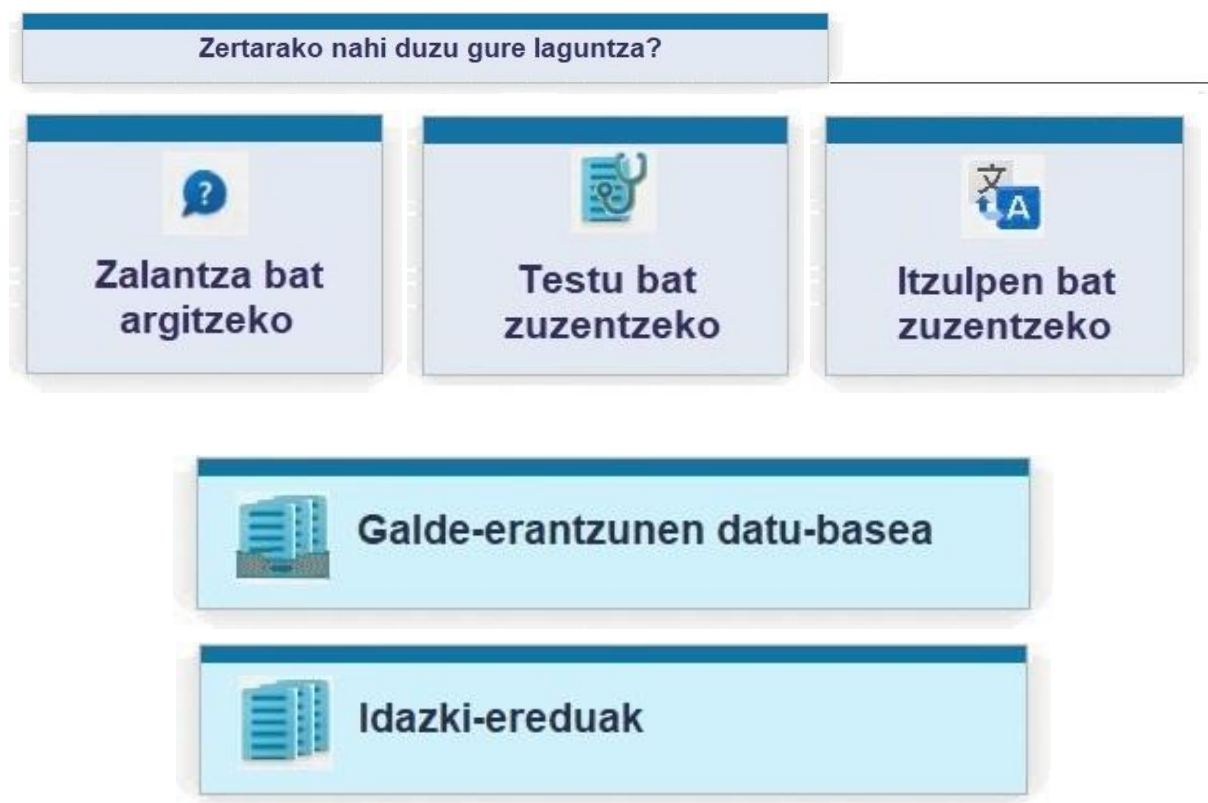 Zertarako nahi duzu gure laguntza?
?
Zalantza bat
argitzeko
Testu bat
zuzentzeko
文
A
Itzulpen bat
zuzentzeko
Galde-erantzunen datu-basea
Idazki-ereduak